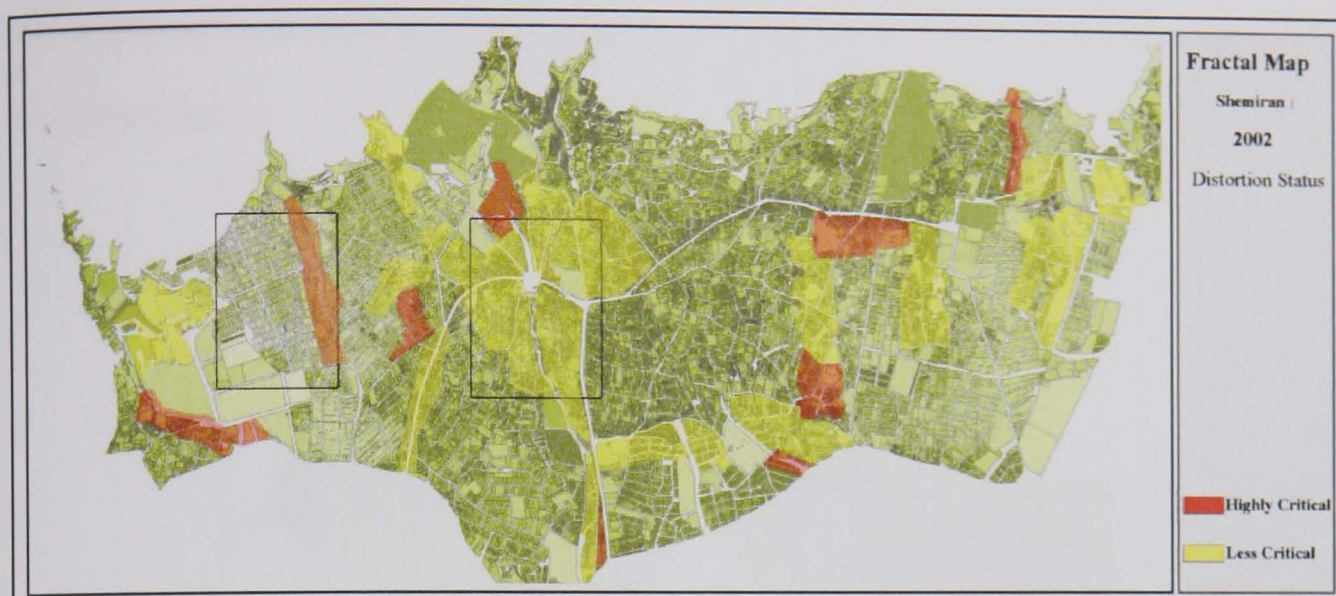 Fractal Map
Shemiran
2002
Distortion Status
Highly Critical
Less Critical